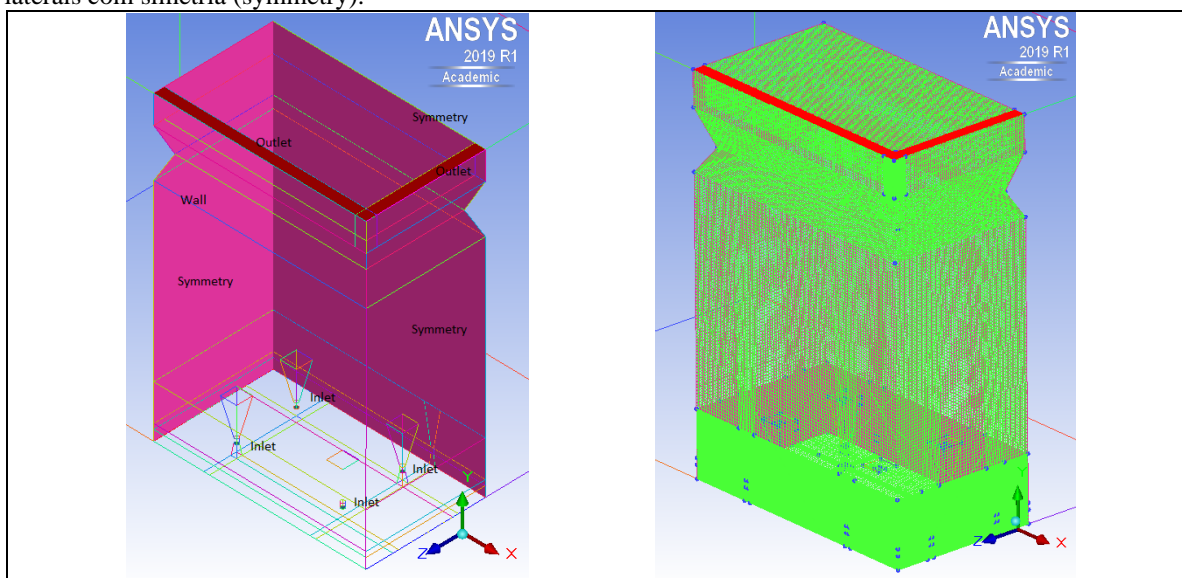 laterais com simetria (symmetry).
ANSYS
2019 R1
Academic
Symmetry
Outlet
Outlet
Wall
Symmetry
Symmetry
Inlet
Inlet
Inlet
Inlet
Y
Z
X
ANSYS
2019 R1
Academic
Y
Z
X